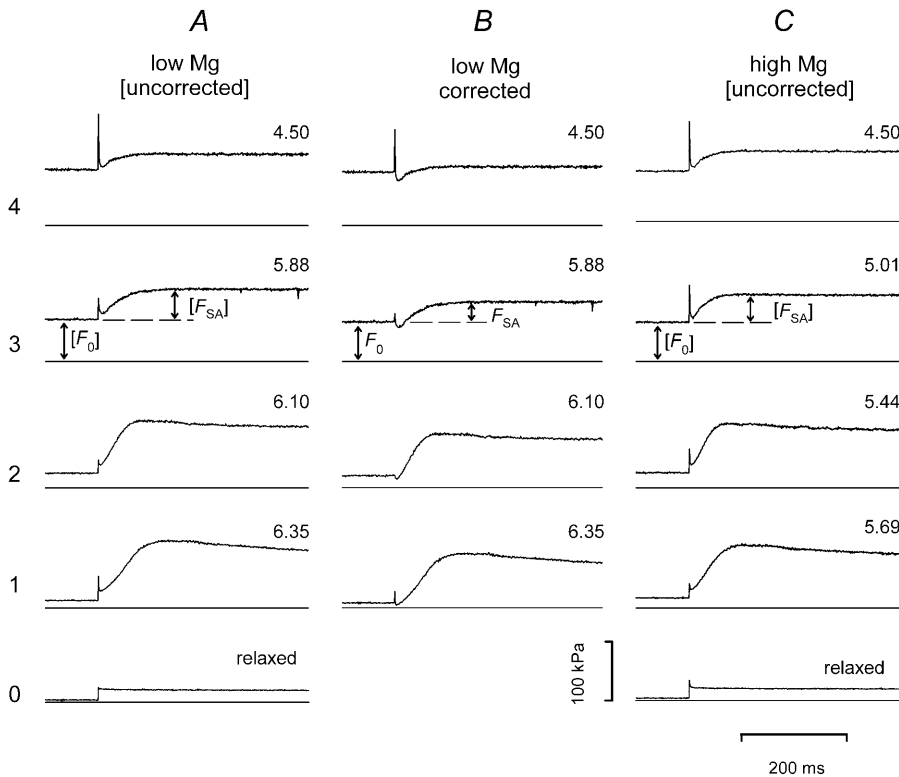 A
B
C
low Mg
[uncorrected]
low Mg
corrected
high Mg
[uncorrected]
4
4.50
4.50
4.50
3
5.88
[F0]
[FSA]
5.88
F0
FSA
5.01
[F0]
[FSA]
2
6.10
6.10
5.44
1
6.35
6.35
5.69
0
relaxed
100 kPa
relaxed
200 ms